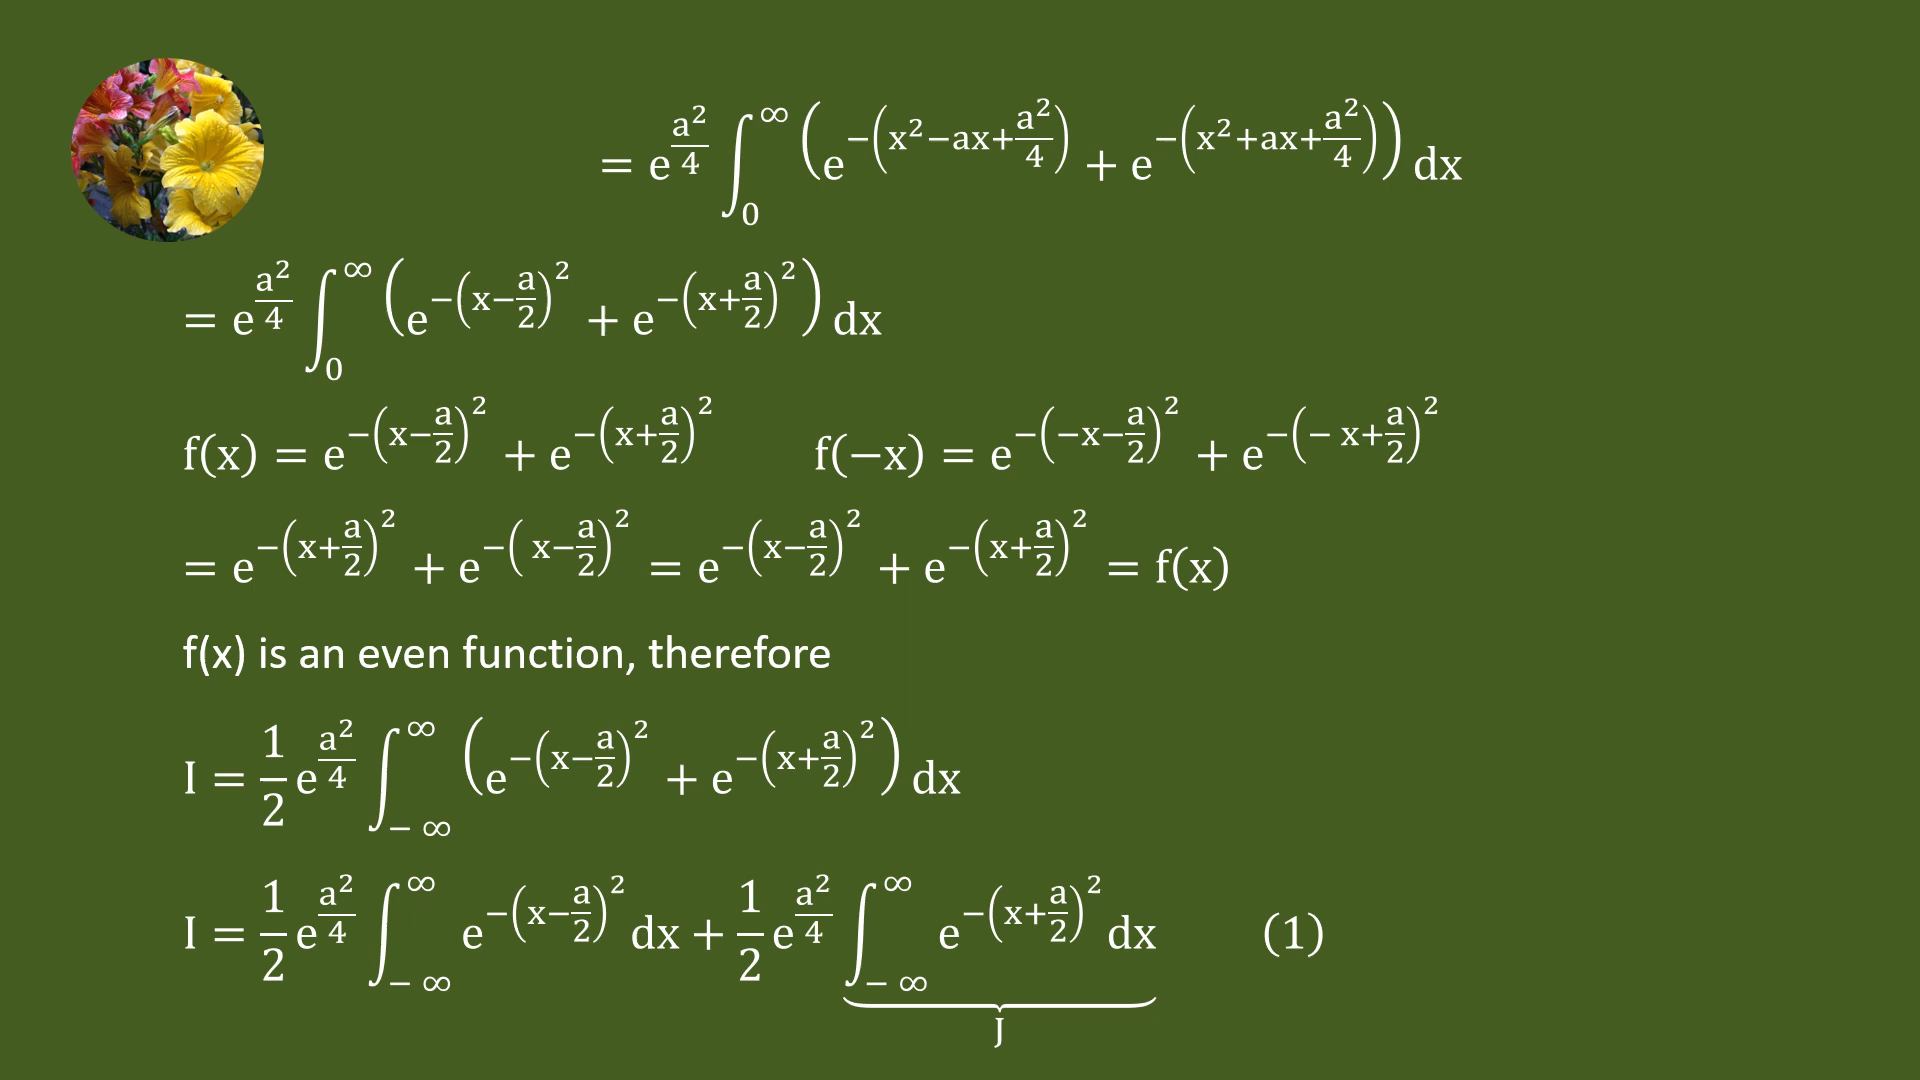 = e^(a²/4) ∫₀^∞ (e^(−(x²−ax+a²/4)) + e^(−(x²+ax+a²/4))) dx
= e^(a²/4) ∫₀^∞ (e^(−(x−a/2)²) + e^(−(x+a/2)²)) dx
f(x) = e^(−(x−a/2)²) + e^(−(x+a/2)²) f(−x) = e^(−(−x−a/2)²) + e^(−(− x+a/2)²)
= e^(−(x+a/2)²) + e^(−( x−a/2)²) = e^(−(x−a/2)²) + e^(−(x+a/2)²) = f(x)
f(x) is an even function, therefore
I = 1/2 e^(a²/4) ∫_(− ∞)^∞ (e^(−(x−a/2)²) + e^(−(x+a/2)²)) dx
I = 1/2 e^(a²/4) ∫_(− ∞)^∞ e^(−(x−a/2)²) dx + 1/2 e^(a²/4) ∫_(− ∞)^∞ e^(−(x+a/2)²) dx (1)
J